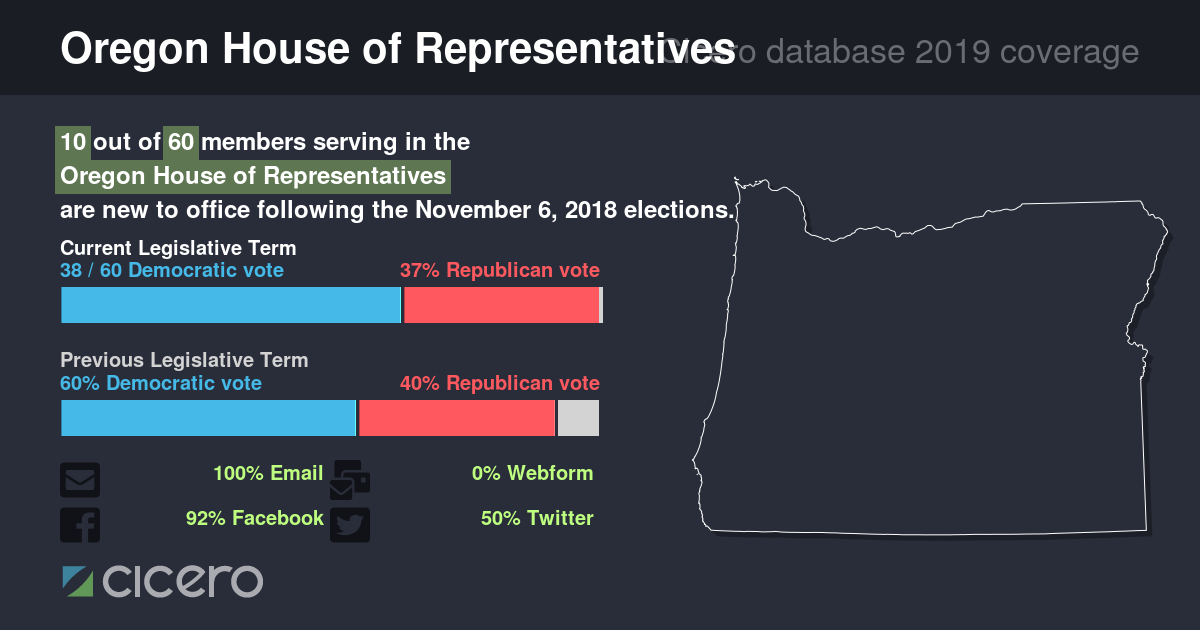 Oregon House of Representatives
Cicero database 2019 coverage
10 out of 60 members serving in the
Oregon House of Representatives
are new to office following the November 6, 2018 elections.
Current Legislative Term
38 / 60 Democratic vote 37% Republican vote
Previous Legislative Term
60% Democratic vote 40% Republican vote
100% Email 0% Webform
92% Facebook 50% Twitter
cicero